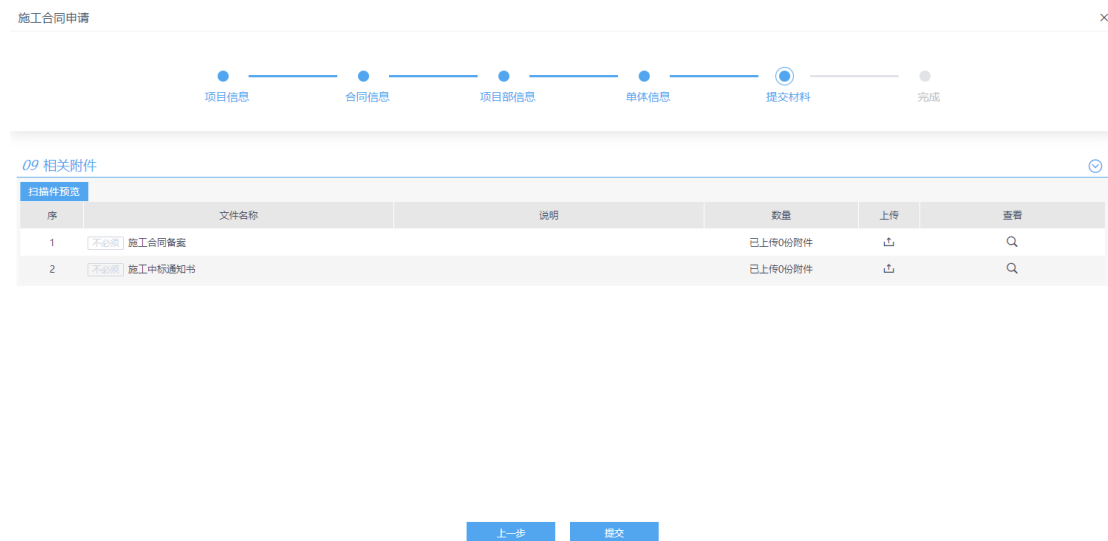 施工合同申请 ×
项目信息 合同信息 项目部信息 单体信息 提交材料 完成
09 相关附件
扫描件预览
序 文件名称 说明 数量 上传 查看
1 不必须 施工合同备案 已上传0份附件
2 不必须 施工中标通知书 已上传0份附件
上一步 提交